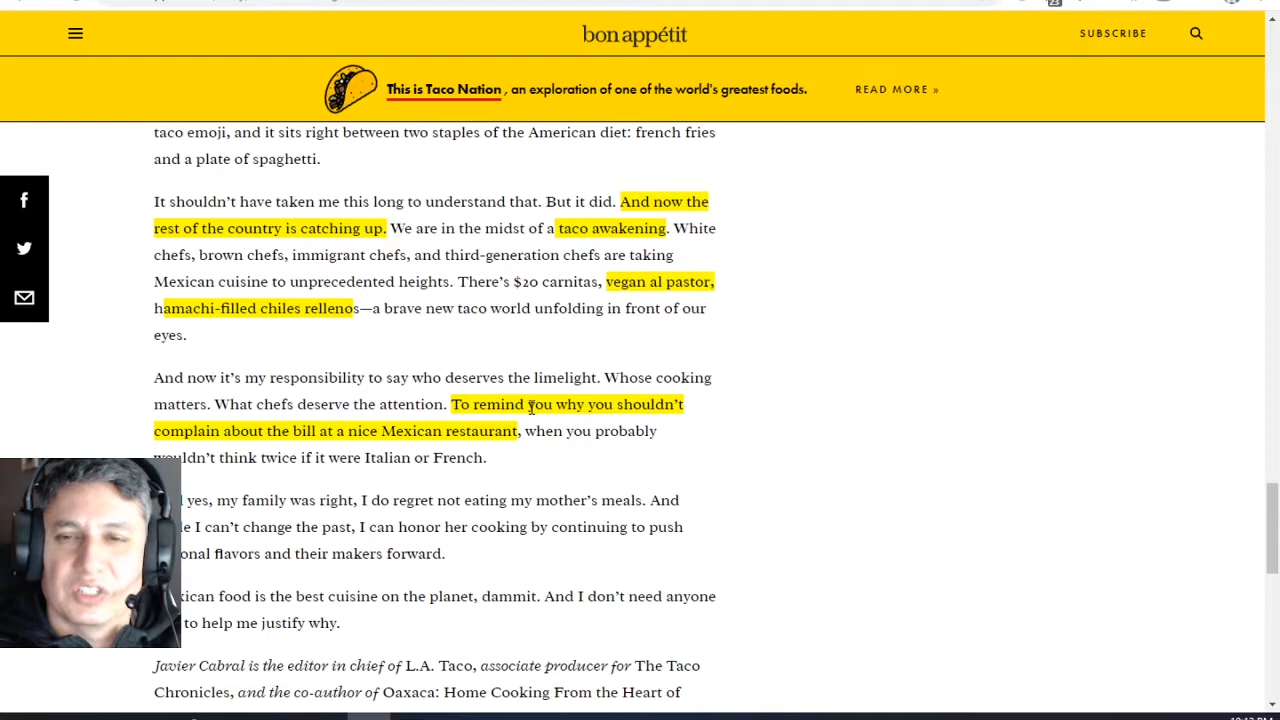 23
bon appétit
SUBSCRIBE
This is Taco Nation , an exploration of one of the world's greatest foods.
READ MORE »
taco emoji, and it sits right between two staples of the American diet: french fries
and a plate of spaghetti.
It shouldn't have taken me this long to understand that. But it did. And now the
rest of the country is catching up. We are in the midst of a taco awakening. White
chefs, brown chefs, immigrant chefs, and third-generation chefs are taking
Mexican cuisine to unprecedented heights. There's $20 carnitas, vegan al pastor,
hamachi-filled chiles rellenos—a brave new taco world unfolding in front of our
eyes.
And now it's my responsibility to say who deserves the limelight. Whose cooking
matters. What chefs deserve the attention. To remind you why you shouldn't
complain about the bill at a nice Mexican restaurant, when you probably
wouldn't think twice if it were Italian or French.
yes, my family was right, I do regret not eating my mother's meals. And
I can't change the past, I can honor her cooking by continuing to push
flavors and their makers forward.
food is the best cuisine on the planet, dammit. And I don't need anyone
to help me justify why.
Javier Cabral is the editor in chief of L.A. Taco, associate producer for The Taco
Chronicles, and the co-author of Oaxaca: Home Cooking From the Heart of